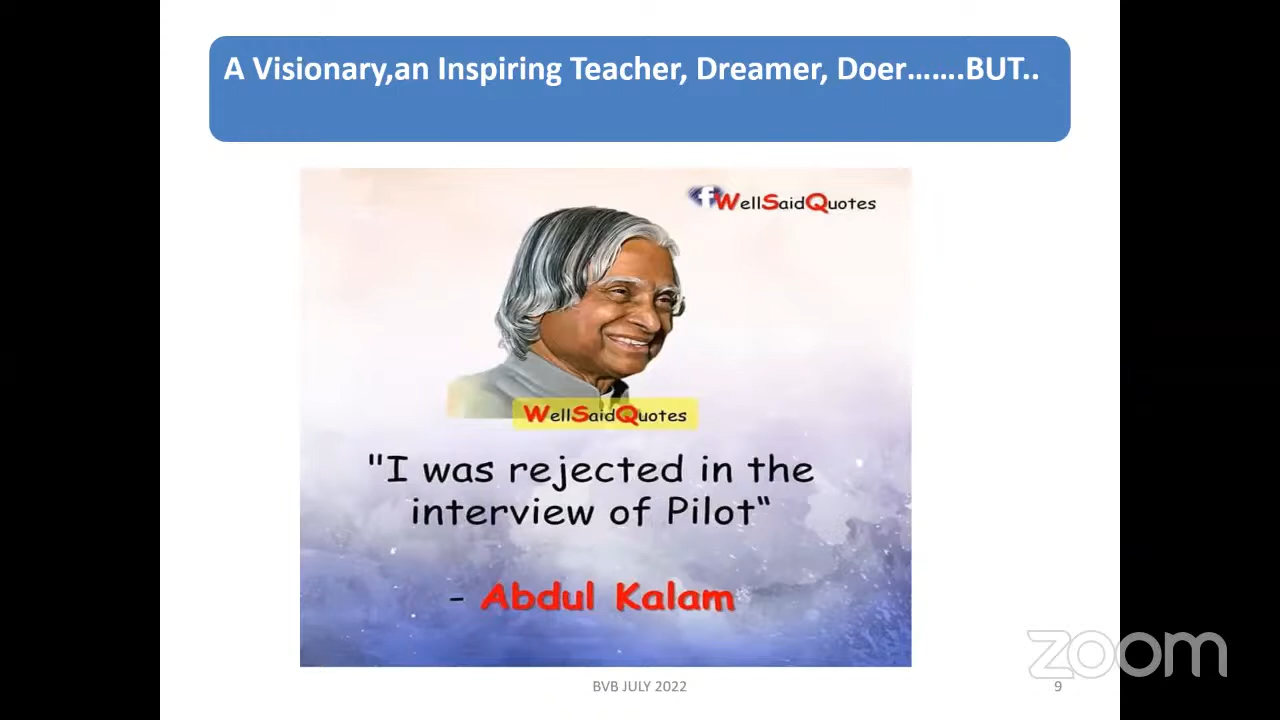 A Visionary,an Inspiring Teacher, Dreamer, Doer…….BUT..
f WellSaidQuotes
WellSaidQuotes
"I was rejected in the
interview of Pilot“
- Abdul Kalam
zoom
BVB JULY 2022
9